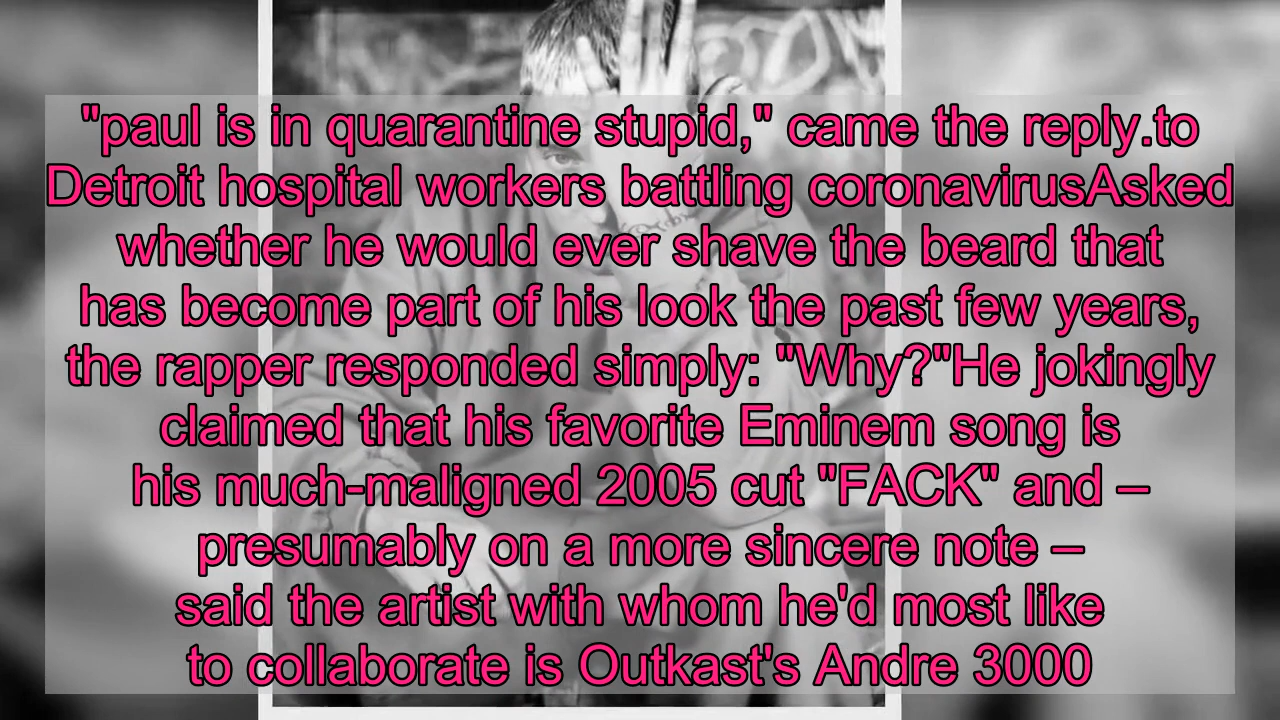 "paul is in quarantine stupid," came the reply.to
Detroit hospital workers battling coronavirusAsked
whether he would ever shave the beard that
has become part of his look the past few years,
the rapper responded simply: "Why?"He jokingly
claimed that his favorite Eminem song is
his much-maligned 2005 cut "FACK" and –
presumably on a more sincere note –
said the artist with whom he'd most like
to collaborate is Outkast's Andre 3000